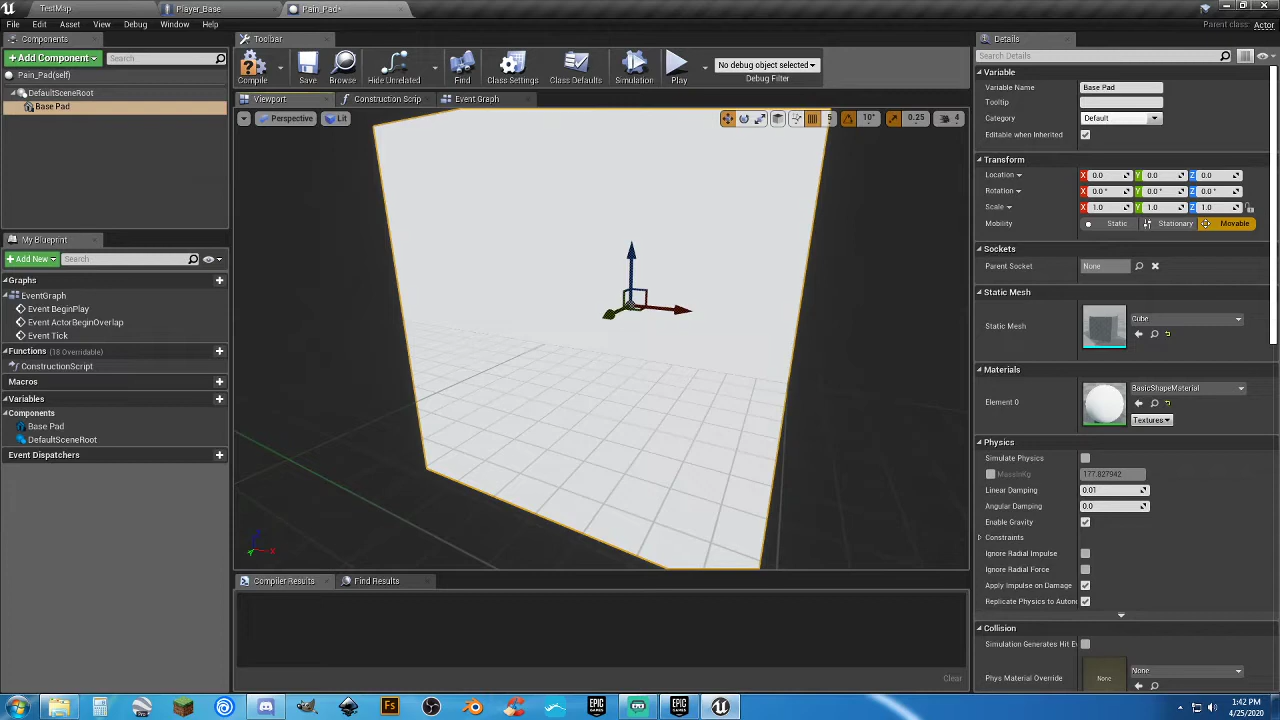 TestMap
Player_Base
Pain_Pad*
File
Edit
Asset
View
Debug
Window
Help
Parent class: Actor
Components
+ Add Component
Search
Pain_Pad(self)
DefaultSceneRoot
Base Pad
My Blueprint
+ Add New
Search
Graphs
EventGraph
Event BeginPlay
Event ActorBeginOverlap
Event Tick
Functions (18 Overridable)
ConstructionScript
Macros
Variables
Components
Base Pad
DefaultSceneRoot
Event Dispatchers
Toolbar
Compile
Save
Browse
Hide Unrelated
Find
Class Settings
Class Defaults
Simulation
Play
No debug object selected
Debug Filter
Viewport
Construction Scrip
Event Graph
Perspective
Lit
5
10°
0.25
4
X
Compiler Results
Find Results
Clear
Details
Search Details
Variable
Variable Name Base Pad
Tooltip
Category Default
Editable when Inherited
Transform
Location X 0.0 Y 0.0 Z 0.0
Rotation X 0.0 ° Y 0.0 ° Z 0.0 °
Scale X 1.0 Y 1.0 Z 1.0
Mobility Static Stationary Movable
Sockets
Parent Socket None
Static Mesh
Static Mesh Cube
Materials
Element 0 BasicShapeMaterial
Textures
Physics
Simulate Physics
MassInKg 177.827942
Linear Damping 0.01
Angular Damping 0.0
Enable Gravity
Constraints
Ignore Radial Impulse
Ignore Radial Force
Apply Impulse on Damage
Replicate Physics to Auton
Collision
Simulation Generates Hit E
Phys Material Override None None
Pro
Fs
EPIC GAMES
EPIC GAMES
1:42 PM
4/25/2020